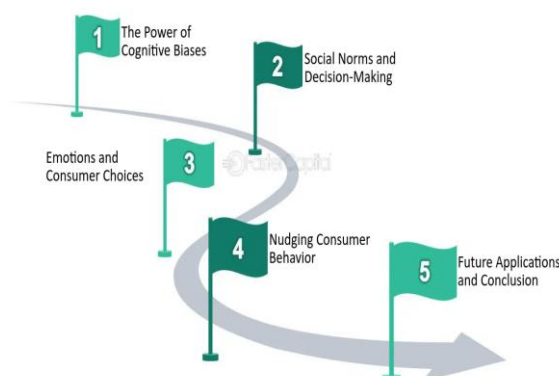 1
The Power of
Cognitive Biases
2
Social Norms and
Decision-Making
3
Emotions and
Consumer Choices
FasterCapital
4
Nudging Consumer
Behavior
5
Future Applications
and Conclusion